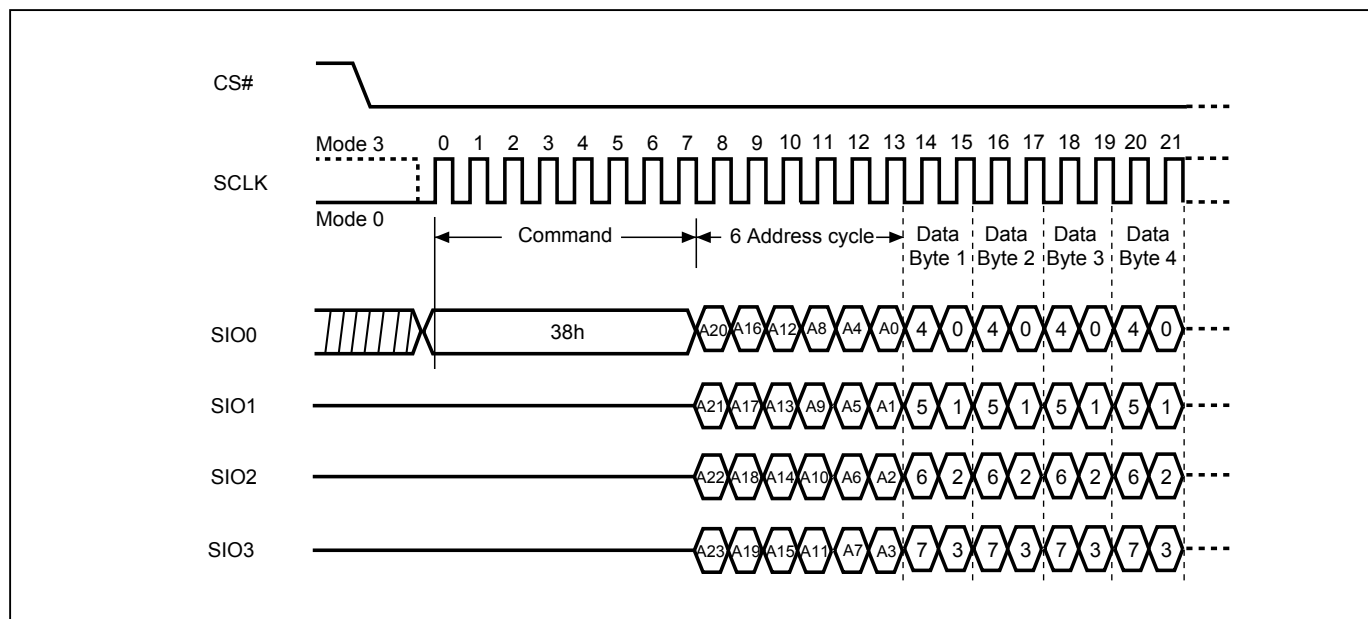 CS#
Mode 3
0 1 2 3 4 5 6 7 8 9 10 11 12 13 14 15 16 17 18 19 20 21
SCLK
Mode 0
Command
6 Address cycle
Data Byte 1
Data Byte 2
Data Byte 3
Data Byte 4
SIO0
38h
A20 A16 A12 A8 A4 A0 4 0 4 0 4 0 4 0
SIO1
A21 A17 A13 A9 A5 A1 5 1 5 1 5 1 5 1
SIO2
A22 A18 A14 A10 A6 A2 6 2 6 2 6 2 6 2
SIO3
A23 A19 A15 A11 A7 A3 7 3 7 3 7 3 7 3